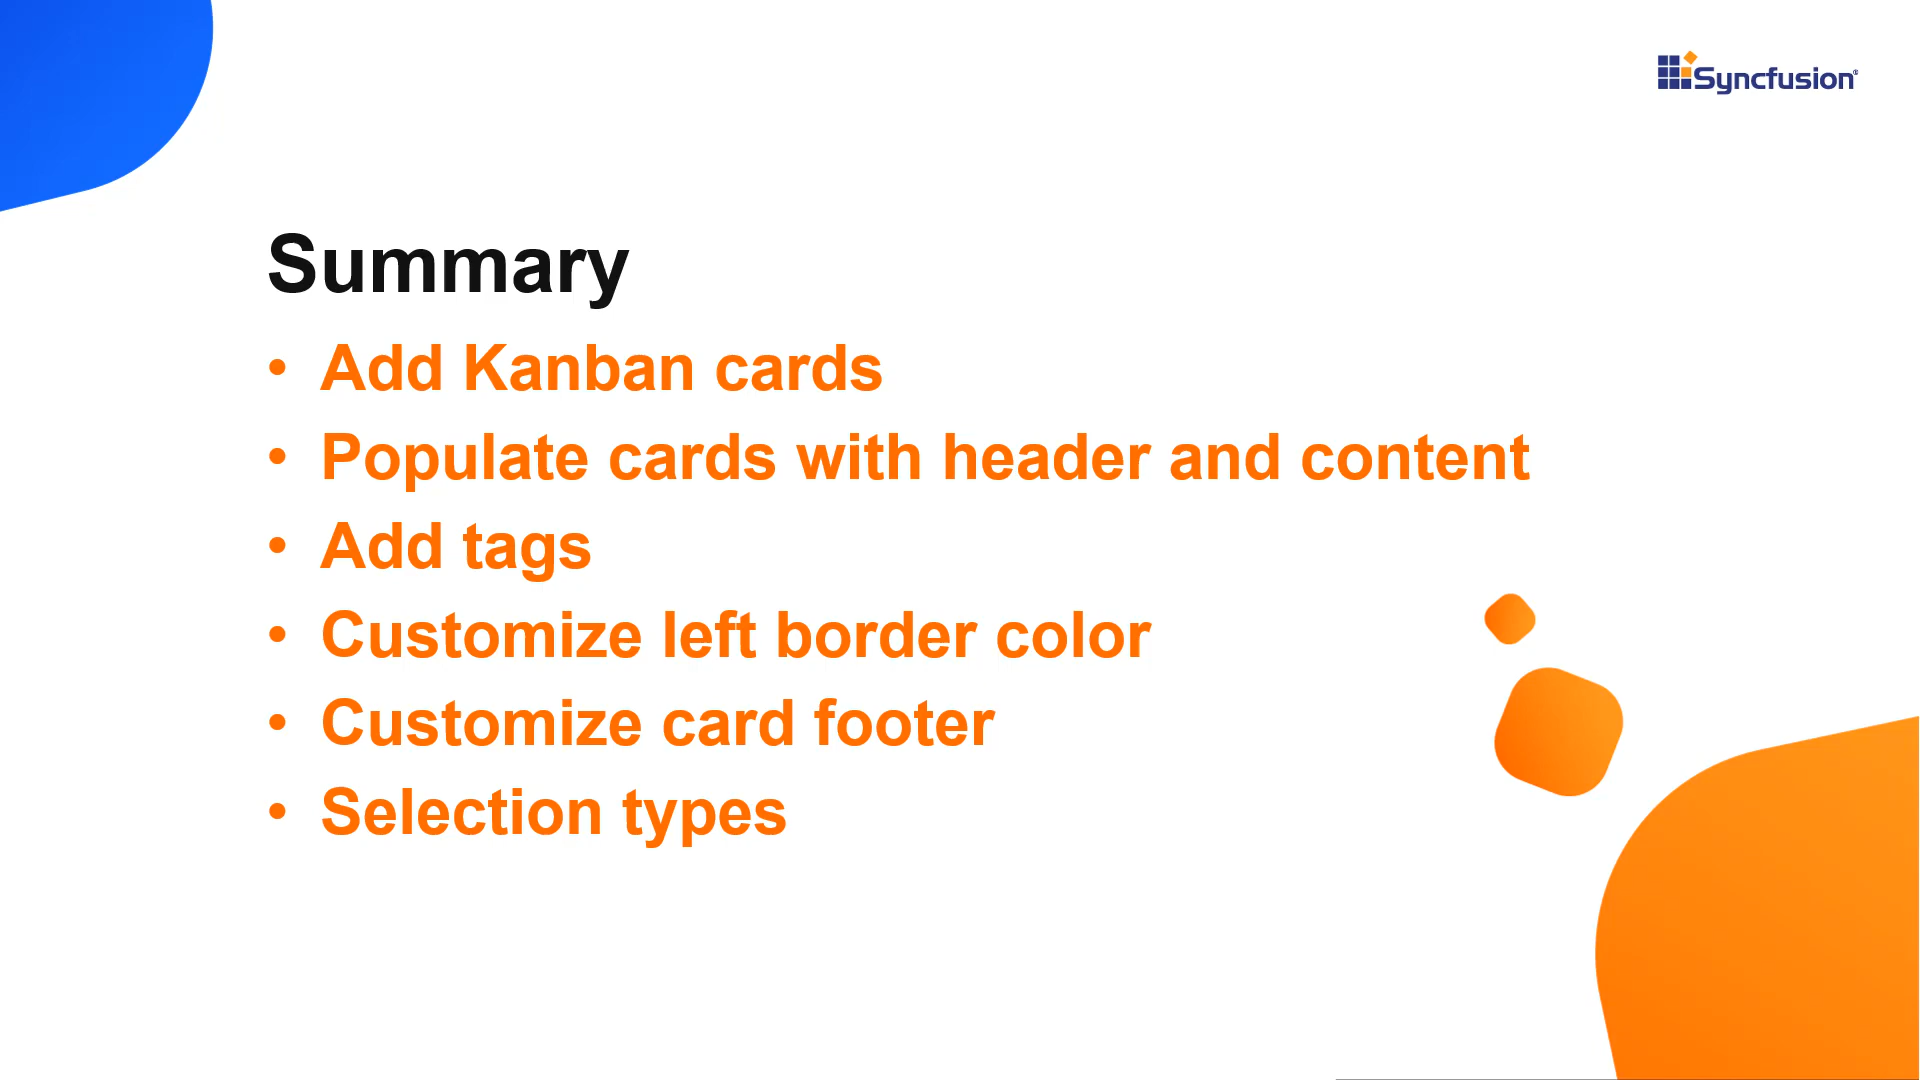 Syncfusion®
Summary
• Add Kanban cards
• Populate cards with header and content
• Add tags
• Customize left border color
• Customize card footer
• Selection types